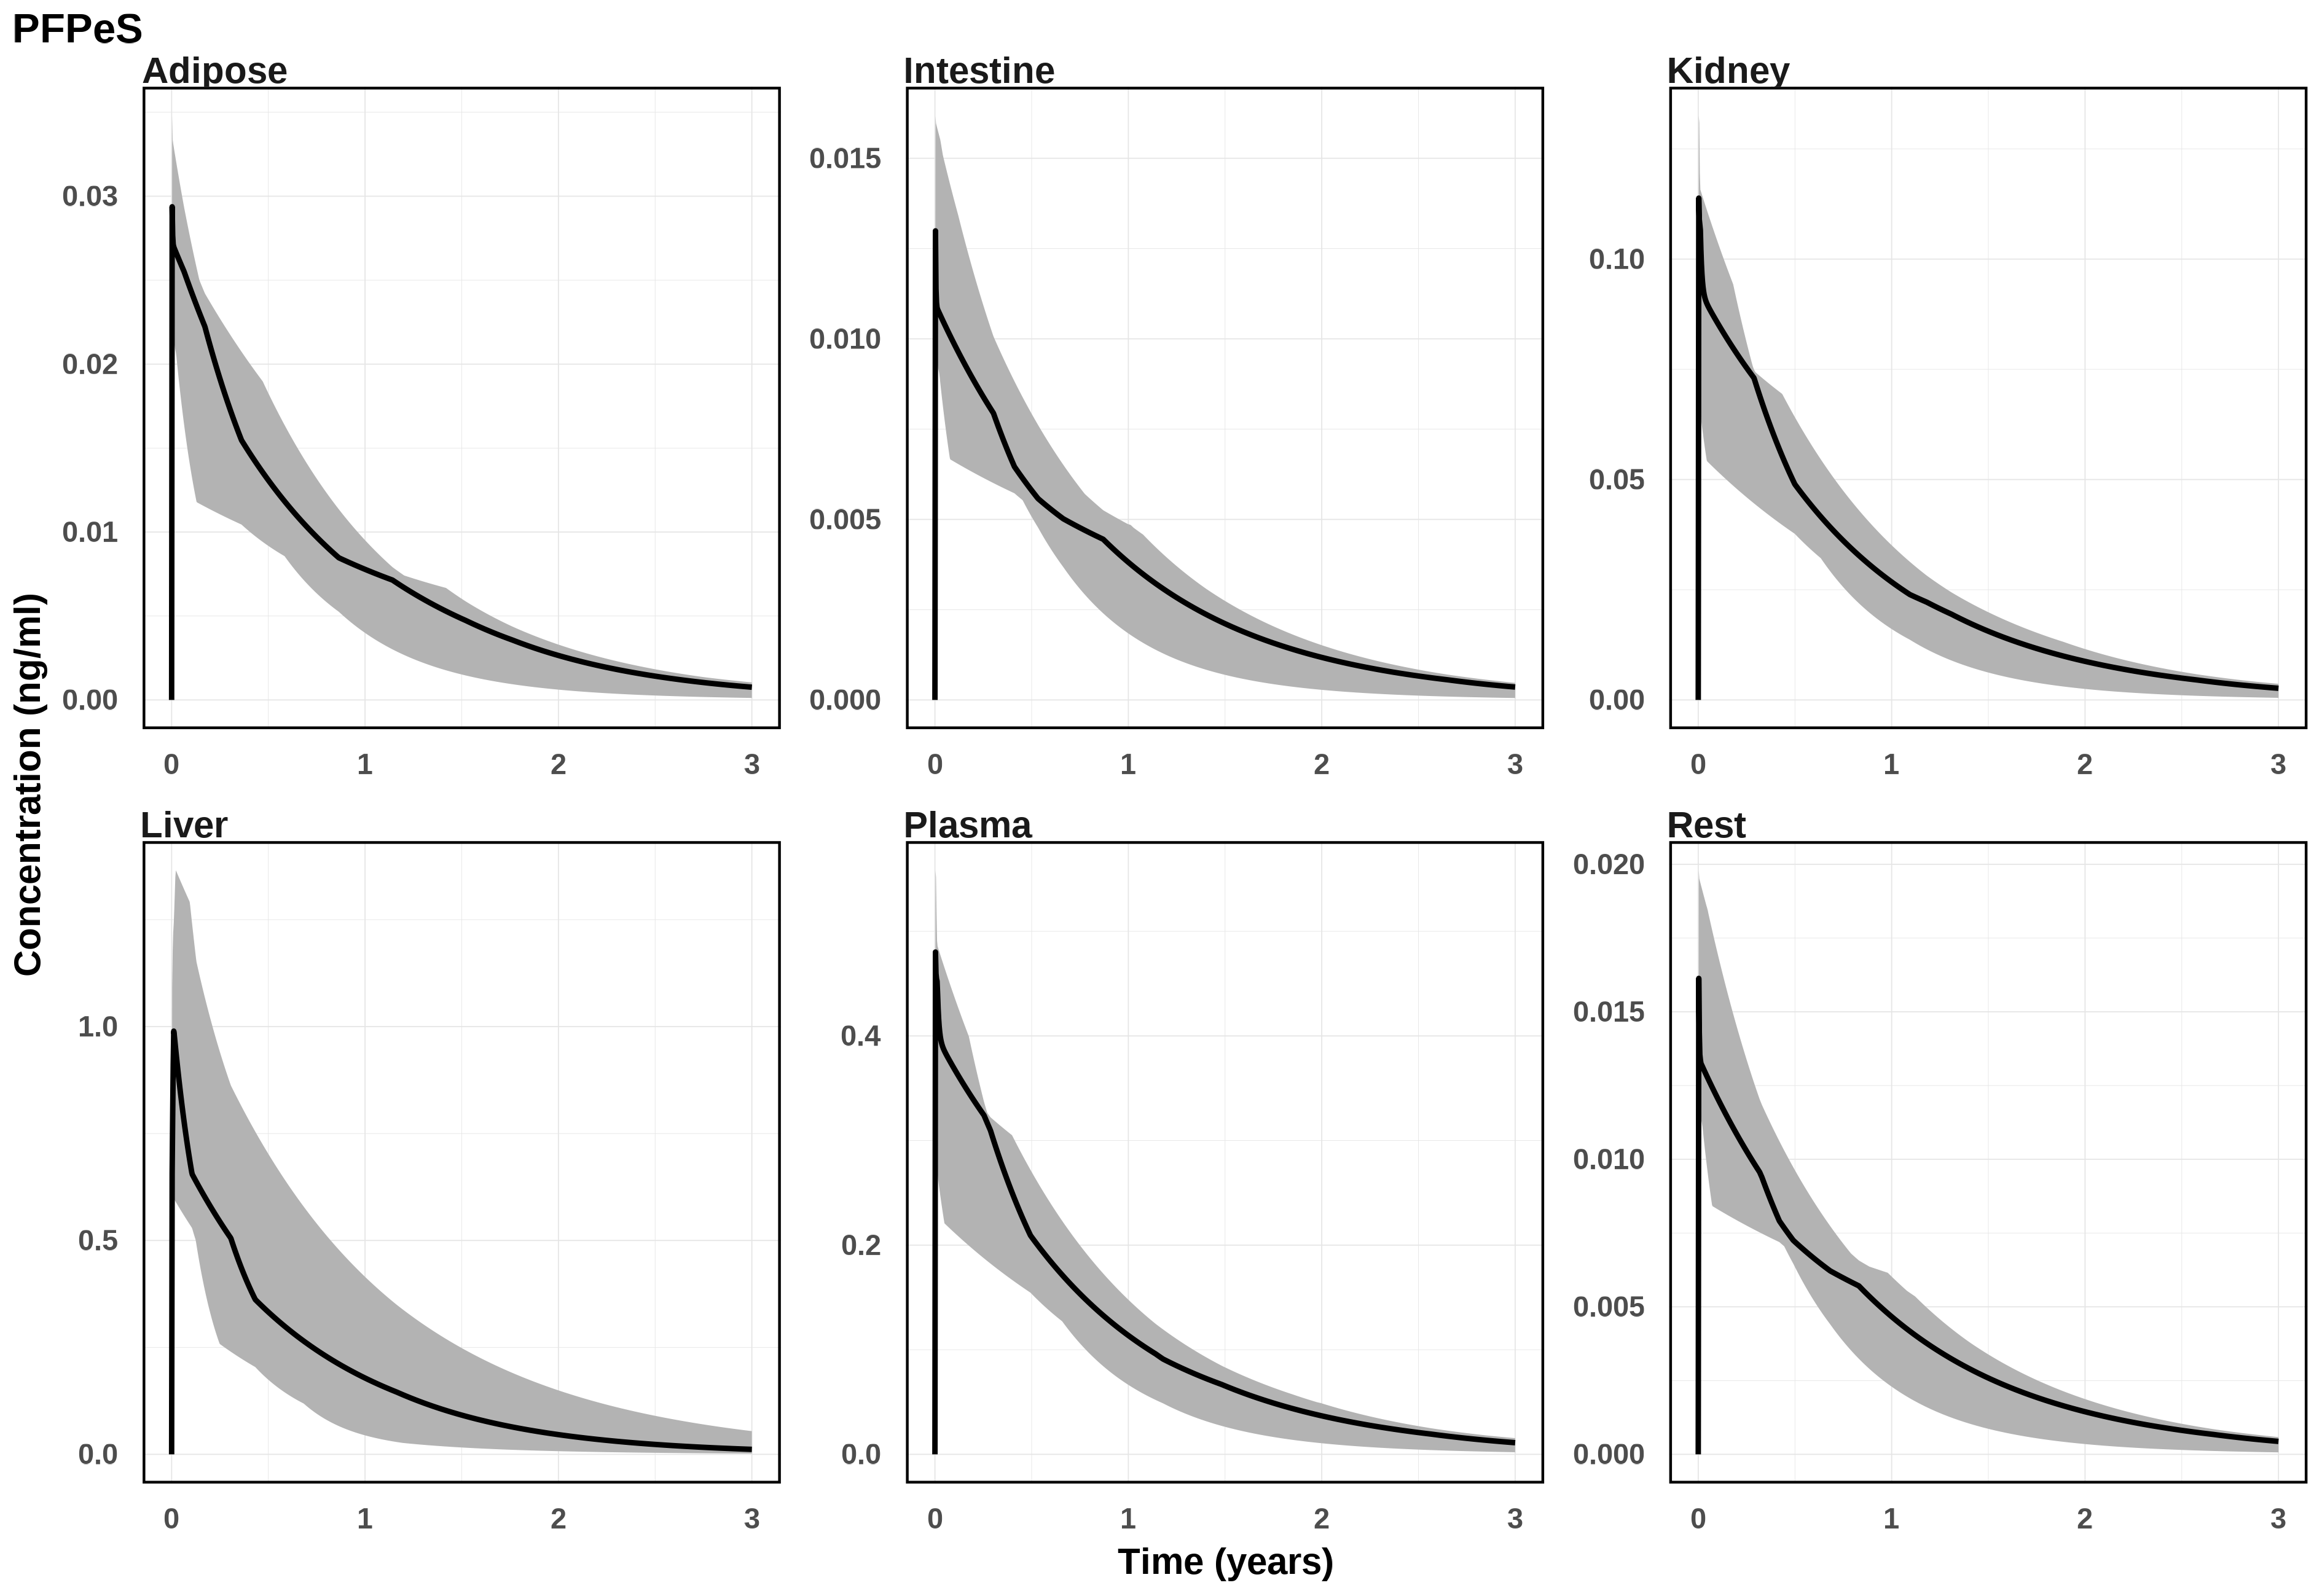 PFPeS
Adipose
Intestine
Kidney
0.03
0.02
0.01
0.00
0.015
0.010
0.005
0.000
0.10
0.05
0.00
0 1 2 3
0 1 2 3
0 1 2 3
Concentration (ng/ml)
Liver
Plasma
Rest
1.0
0.5
0.0
0.4
0.2
0.0
0.020
0.015
0.010
0.005
0.000
0 1 2 3
0 1 2 3
0 1 2 3
Time (years)